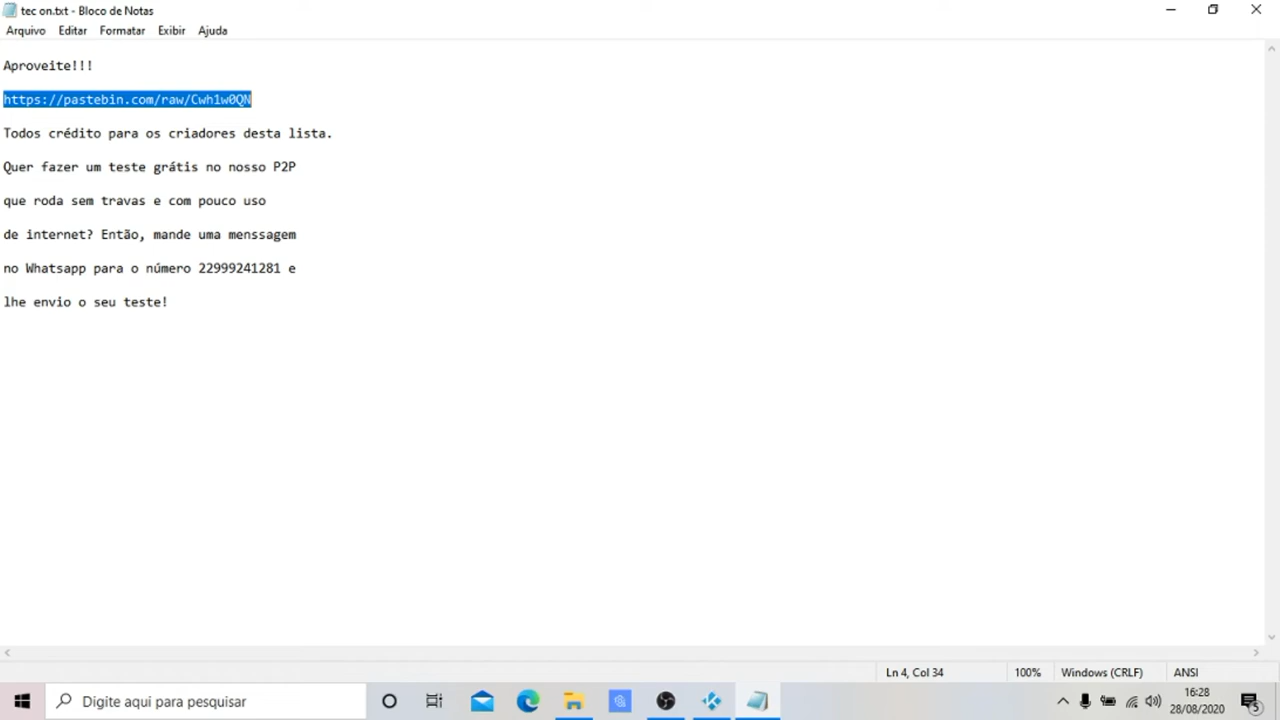 tec on.txt - Bloco de Notas
Arquivo Editar Formatar Exibir Ajuda
Aproveite!!!
https://pastebin.com/raw/Cwh1w0QN
Todos crédito para os criadores desta lista.
Quer fazer um teste grátis no nosso P2P
que roda sem travas e com pouco uso
de internet? Então, mande uma menssagem
no Whatsapp para o número 22999241281 e
lhe envio o seu teste!
Ln 4, Col 34 100% Windows (CRLF) ANSI
Digite aqui para pesquisar
16:28
28/08/2020
5